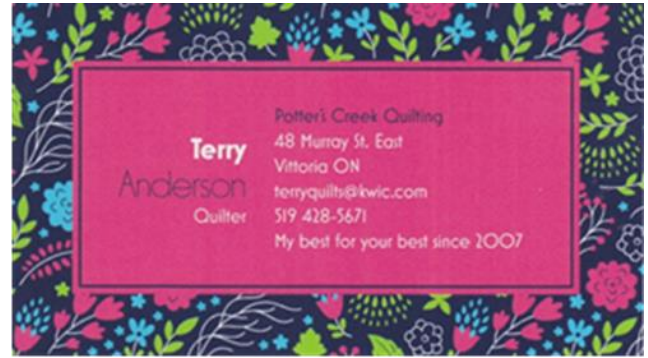 Terry
Anderson
Quilter
Potter's Creek Quilting
48 Murray St. East
Vittoria ON
terryquilts@kwic.com
519 428-5671
My best for your best since 2007